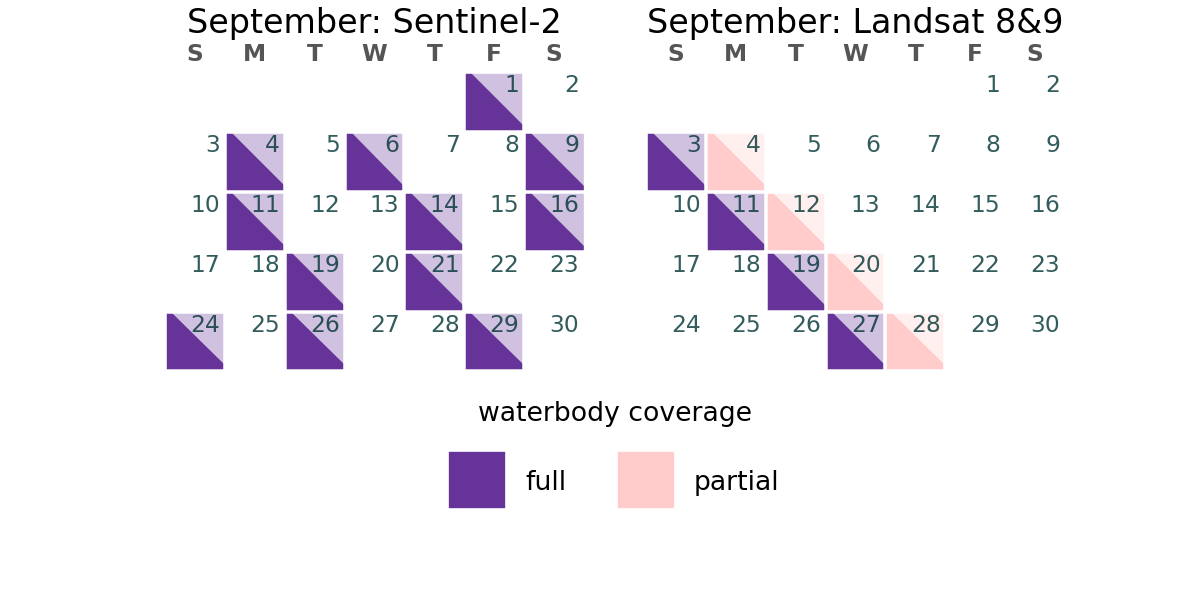 September: Sentinel-2
S M T W T F S
1 2
3 4 5 6 7 8 9
10 11 12 13 14 15 16
17 18 19 20 21 22 23
24 25 26 27 28 29 30
September: Landsat 8&9
S M T W T F S
1 2
3 4 5 6 7 8 9
10 11 12 13 14 15 16
17 18 19 20 21 22 23
24 25 26 27 28 29 30
waterbody coverage
full
partial